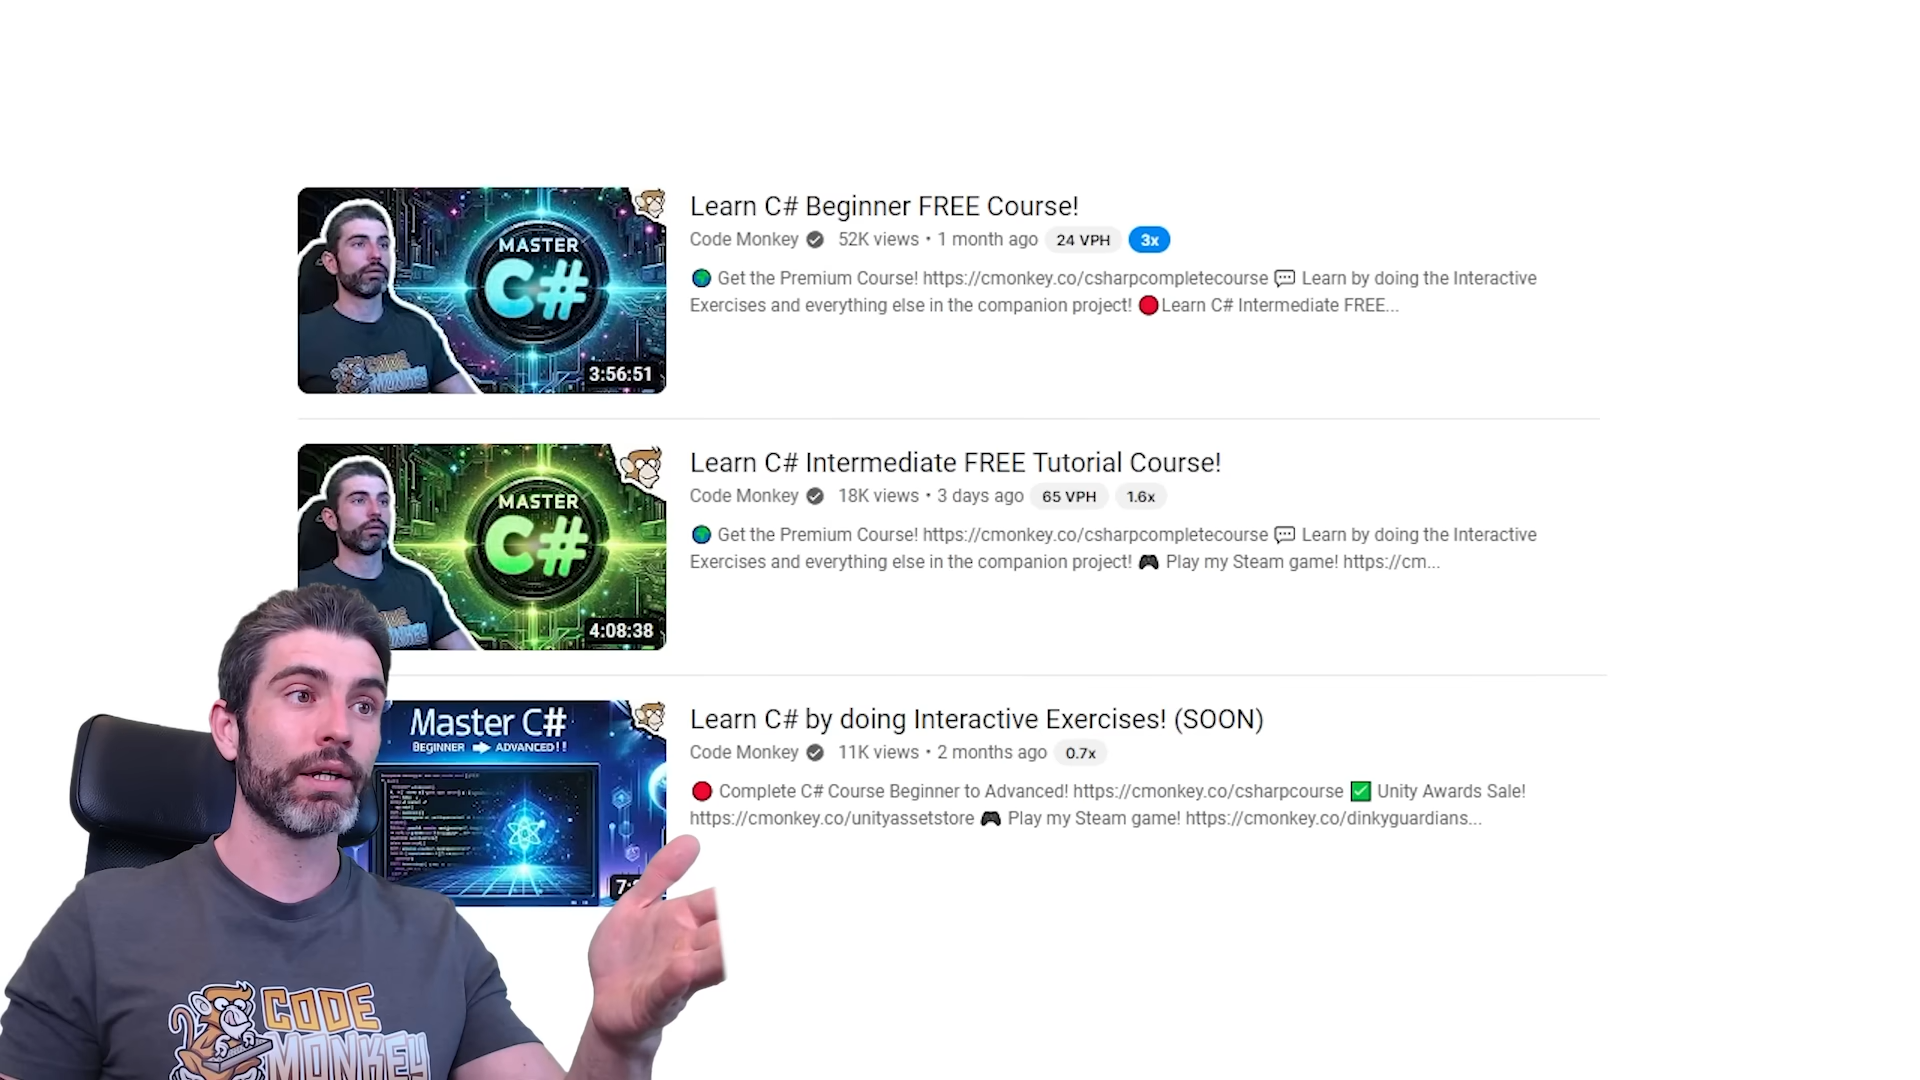 MASTER
C#
CODE
MONKEY
3:56:51
Learn C# Beginner FREE Course!
Code Monkey 52K views • 1 month ago 24 VPH 3x
🌍 Get the Premium Course! https://cmonkey.co/csharpcompletecourse 💬 Learn by doing the Interactive
Exercises and everything else in the companion project! 🔴Learn C# Intermediate FREE...
MASTER
C#
CODE
4:08:38
Learn C# Intermediate FREE Tutorial Course!
Code Monkey 18K views • 3 days ago 65 VPH 1.6x
🌍 Get the Premium Course! https://cmonkey.co/csharpcompletecourse 💬 Learn by doing the Interactive
Exercises and everything else in the companion project! 🎮 Play my Steam game! https://cm...
Master C#
BEGINNER ➡ ADVANCED!!
Learn C# by doing Interactive Exercises! (SOON)
Code Monkey 11K views • 2 months ago 0.7x
🔴 Complete C# Course Beginner to Advanced! https://cmonkey.co/csharpcourse ✅ Unity Awards Sale!
https://cmonkey.co/unityassetstore 🎮 Play my Steam game! https://cmonkey.co/dinkyguardians...
CODE
MONKEY